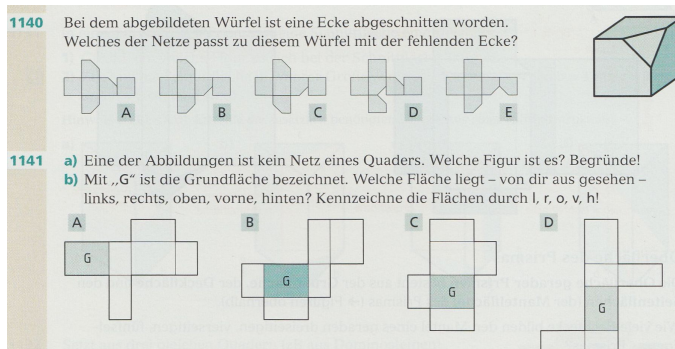 1140 Bei dem abgebildeten Würfel ist eine Ecke abgeschnitten worden.
Welches der Netze passt zu diesem Würfel mit der fehlenden Ecke?
A B C D E
1141 a) Eine der Abbildungen ist kein Netz eines Quaders. Welche Figur ist es? Begründe!
b) Mit „G“ ist die Grundfläche bezeichnet. Welche Fläche liegt – von dir aus gesehen –
links, rechts, oben, vorne, hinten? Kennzeichne die Flächen durch l, r, o, v, h!
A B C D
G G G G